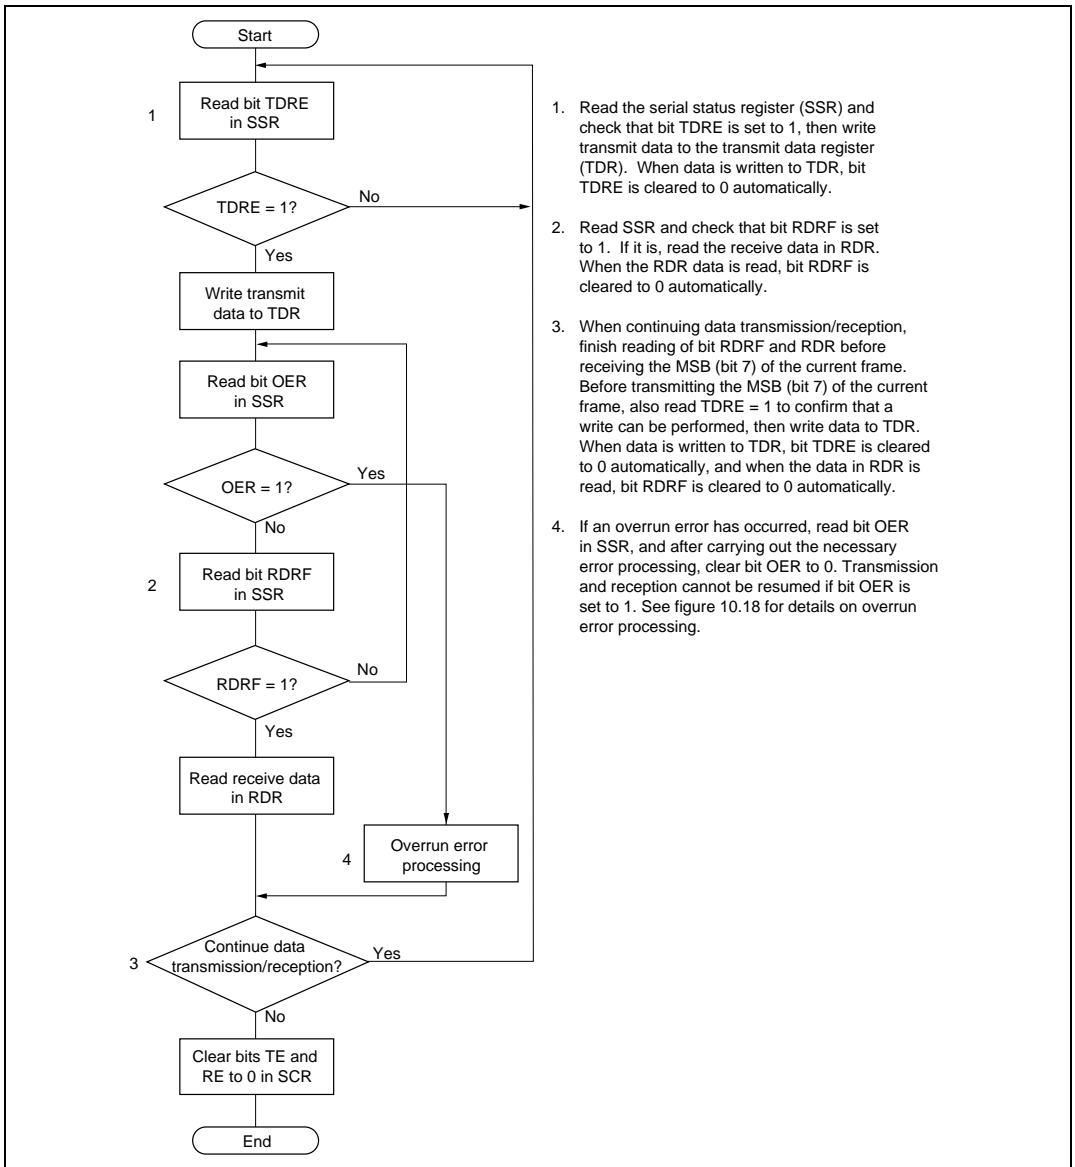 Start
1
Read bit TDRE
in SSR
TDRE = 1?
No
Yes
Write transmit
data to TDR
Read bit OER
in SSR
OER = 1?
Yes
No
2
Read bit RDRF
in SSR
RDRF = 1?
No
Yes
Read receive data
in RDR
4
Overrun error
processing
3
Continue data
transmission/reception?
Yes
No
Clear bits TE and
RE to 0 in SCR
End
1. Read the serial status register (SSR) and
check that bit TDRE is set to 1, then write
transmit data to the transmit data register
(TDR). When data is written to TDR, bit
TDRE is cleared to 0 automatically.
2. Read SSR and check that bit RDRF is set
to 1. If it is, read the receive data in RDR.
When the RDR data is read, bit RDRF is
cleared to 0 automatically.
3. When continuing data transmission/reception,
finish reading of bit RDRF and RDR before
receiving the MSB (bit 7) of the current frame.
Before transmitting the MSB (bit 7) of the current
frame, also read TDRE = 1 to confirm that a
write can be performed, then write data to TDR.
When data is written to TDR, bit TDRE is cleared
to 0 automatically, and when the data in RDR is
read, bit RDRF is cleared to 0 automatically.
4. If an overrun error has occurred, read bit OER
in SSR, and after carrying out the necessary
error processing, clear bit OER to 0. Transmission
and reception cannot be resumed if bit OER is
set to 1. See figure 10.18 for details on overrun
error processing.